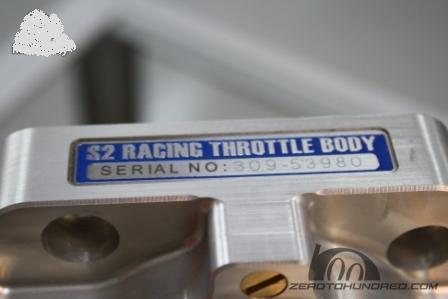 S2 RACING THROTTLE BODY
SERIAL NO: 309-53980
ZEROTOHUNDRED.COM